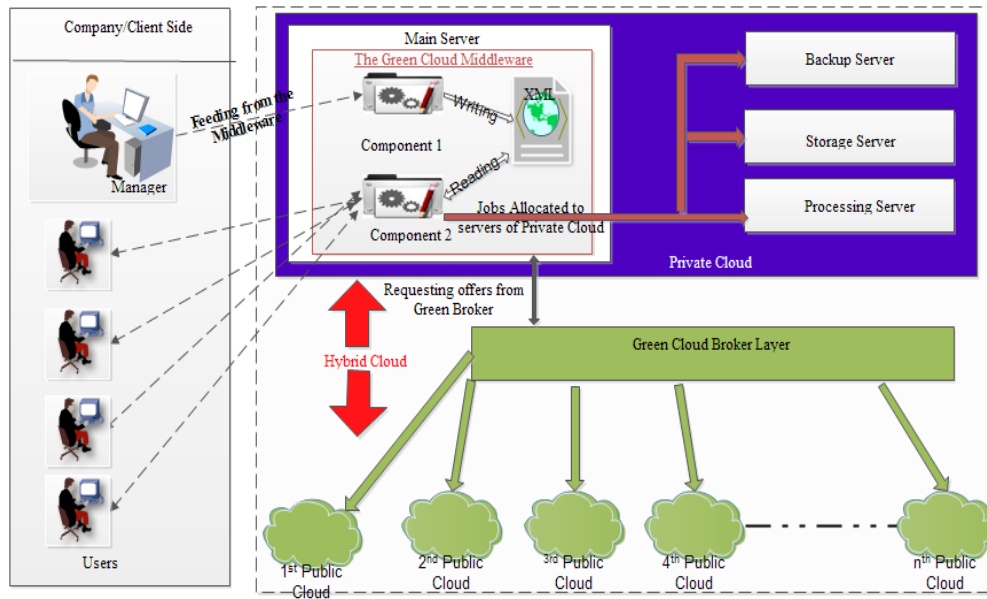 Company/Client Side
Manager
Users
Feeding from the
Middleware
Main Server
The Green Cloud Middleware
Component 1
Writing
XML
Reading
Component 2
Jobs Allocated to
servers of Private Cloud
Backup Server
Storage Server
Processing Server
Private Cloud
Requesting offers from
Green Broker
Hybrid Cloud
Green Cloud Broker Layer
1st Public
Cloud
2nd Public
Cloud
3rd Public
Cloud
4th Public
Cloud
nth Public
Cloud